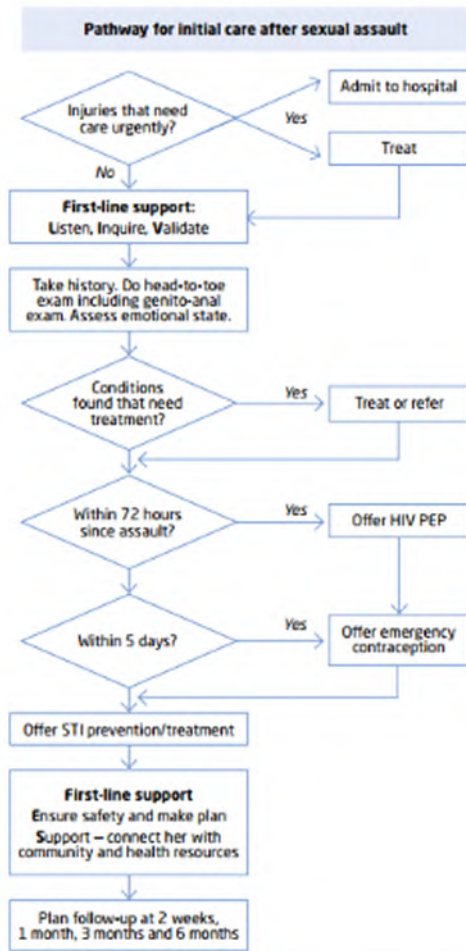 Pathway for initial care after sexual assault
Injuries that need
care urgently?
Yes
Admit to hospital
Treat
No
First-line support:
Listen, Inquire, Validate
Take history. Do head-to-toe
exam including genito-anal
exam. Assess emotional state.
Conditions
found that need
treatment?
Yes
Treat or refer
Within 72 hours
since assault?
Yes
Offer HIV PEP
Within 5 days?
Yes
Offer emergency
contraception
Offer STI prevention/treatment
First-line support
Ensure safety and make plan
Support – connect her with
community and health resources
Plan follow-up at 2 weeks,
1 month, 3 months and 6 months